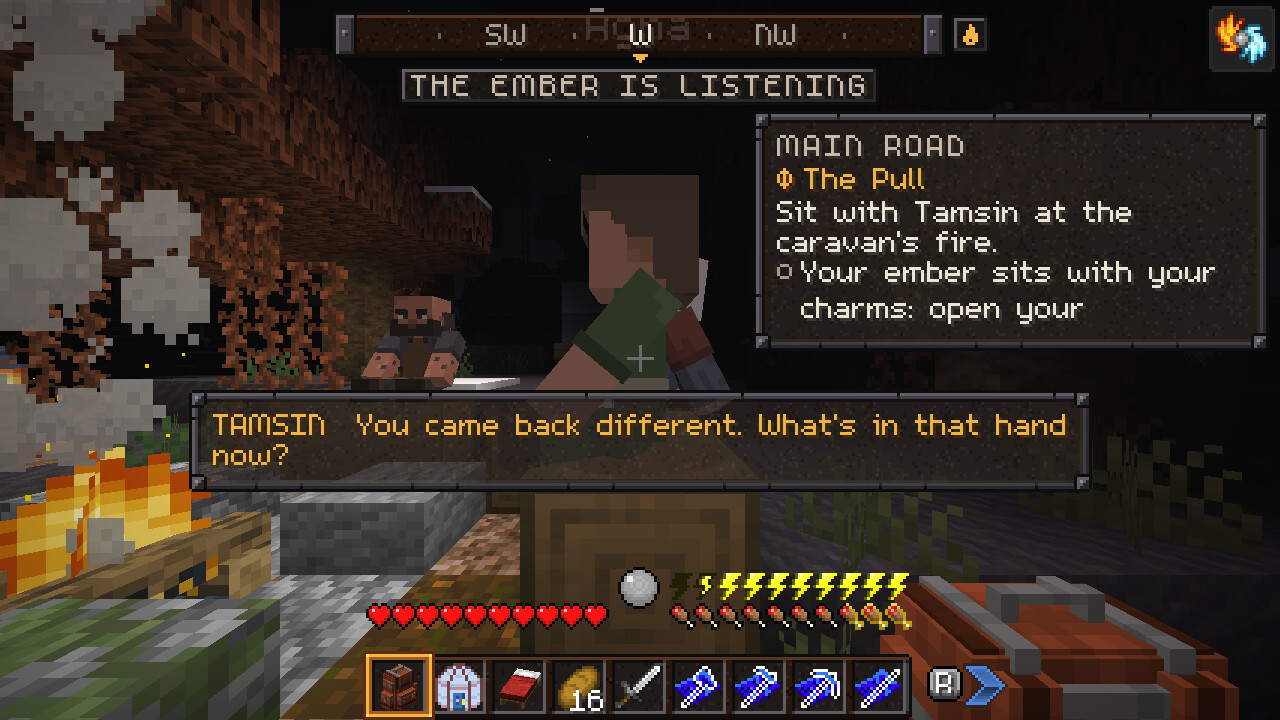 SW W NW
THE EMBER IS LISTENING
MAIN ROAD
The Pull
Sit with Tamsin at the
caravan's fire.
Your ember sits with your
charms: open your
TAMSIN You came back different. What's in that hand
now?
16
R